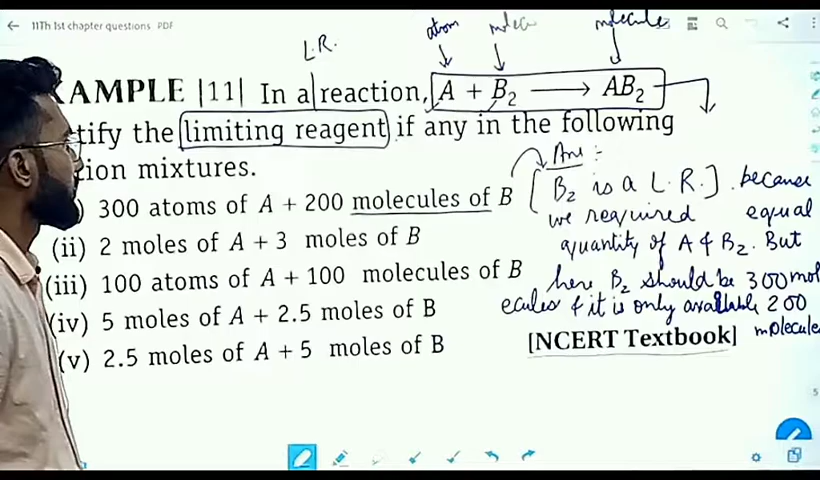 11Th 1st chapter questions PDF
atom molec molecule
L.R.
XAMPLE |11| In a reaction, A + B₂ ⟶ AB₂
tify the limiting reagent if any in the following
tion mixtures.
Ans :-
) 300 atoms of A + 200 molecules of B
[B₂ is a L.R.] because
we required equal
(ii) 2 moles of A + 3 moles of B
quantity of A & B₂. But
(iii) 100 atoms of A + 100 molecules of B
here, B₂ should be 300 mol
(iv) 5 moles of A + 2.5 moles of B
ecules & it is only available 200
molecules
[NCERT Textbook]
(v) 2.5 moles of A + 5 moles of B